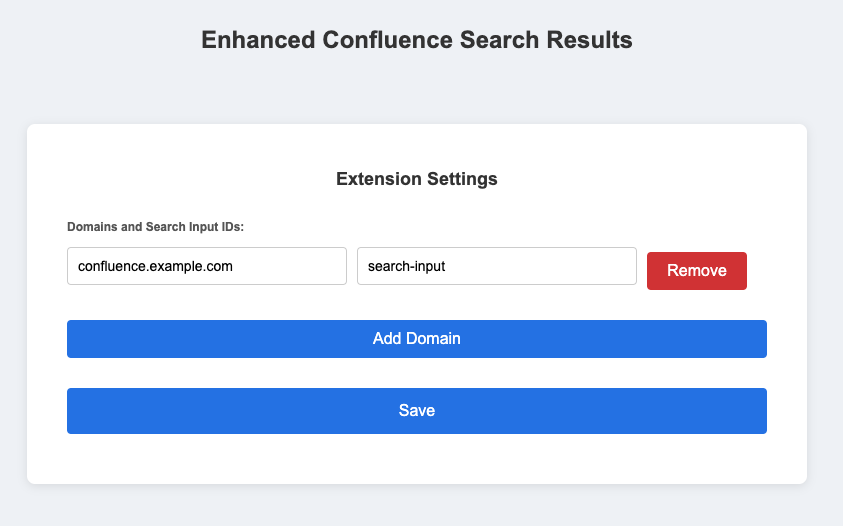 Enhanced Confluence Search Results
Extension Settings
Domains and Search Input IDs:
confluence.example.com search-input Remove
Add Domain
Save